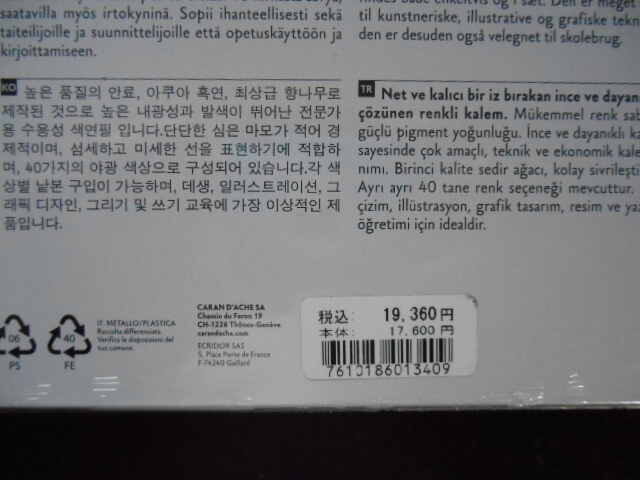 saatavilla myös irtokyninä. Sopii ihanteellisesti sekä
taiteilijoille ja suunnittelijoille että opetuskäyttöön ja
kirjoittamiseen.
til kunstneriske, illustrative og grafiske
den er desuden også velegnet til skolebrug.
KO 높은 품질의 안료, 아쿠아 흑연, 최상급 향나무로
제작된 것으로 높은 내광성과 발색이 뛰어난 전문가
용 수용성 색연필 입니다.단단한 심은 마모가 적어 경
제적이며, 섬세하고 미세한 선을 표현하기에 적합하
며, 40가지의 야광 색상으로 구성되어 있습니다.각 색
상별 낱본 구입이 가능하며, 데생, 일러스트레이션, 그
래픽 디자인, 그리기 및 쓰기 교육에 가장 이상적인 제
품입니다.
TR Net ve kalıcı bir iz bırakan ince ve
çözünen renkli kalem. Mükemmel renk
güçlü pigment yoğunluğu. İnce ve dayanıklı
sayesinde çok amaçlı, teknik ve ekonomik
nımı. Birinci kalite sedir ağacı, kolay
Ayrı ayrı 40 tane renk seçeneği mevcuttur.
çizim, illüstrasyon, grafik tasarım, resim ve
öğretimi için idealdir.
06
PS
40
FE
IT. METALLO/PLASTICA
Raccolta differenziata.
Verifica le disposizioni del
tuo comune.
CARAN D'ACHE SA
Chemin du Foron 19
CH-1226 Thônex-Genève
carandache.com
ECRIDOR SAS
5, Place Porte de France
F-74240 Gaillard
税込: 19,360円
本体: 17,600円
7610186013409